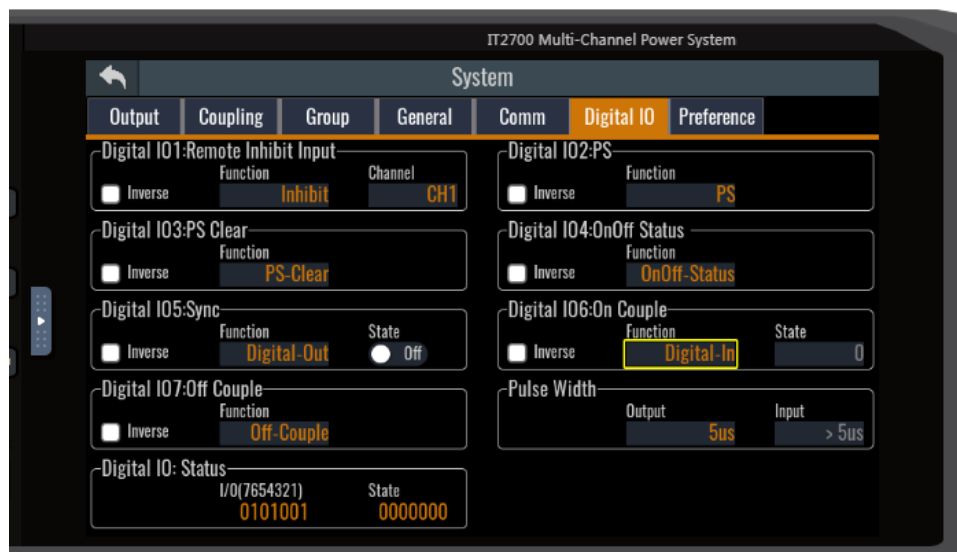 IT2700 Multi-Channel Power System
System
Output Coupling Group General Comm Digital IO Preference
Digital IO1:Remote Inhibit Input
Function Channel
Inverse Inhibit CH1
Digital IO2:PS
Function
Inverse PS
Digital IO3:PS Clear
Function
Inverse PS-Clear
Digital IO4:OnOff Status
Function
Inverse OnOff-Status
Digital IO5:Sync
Function State
Inverse Digital-Out Off
Digital IO6:On Couple
Function State
Inverse Digital-In 0
Digital IO7:Off Couple
Function
Inverse Off-Couple
Pulse Width
Output Input
5us > 5us
Digital IO: Status
I/0(7654321) State
0101001 0000000